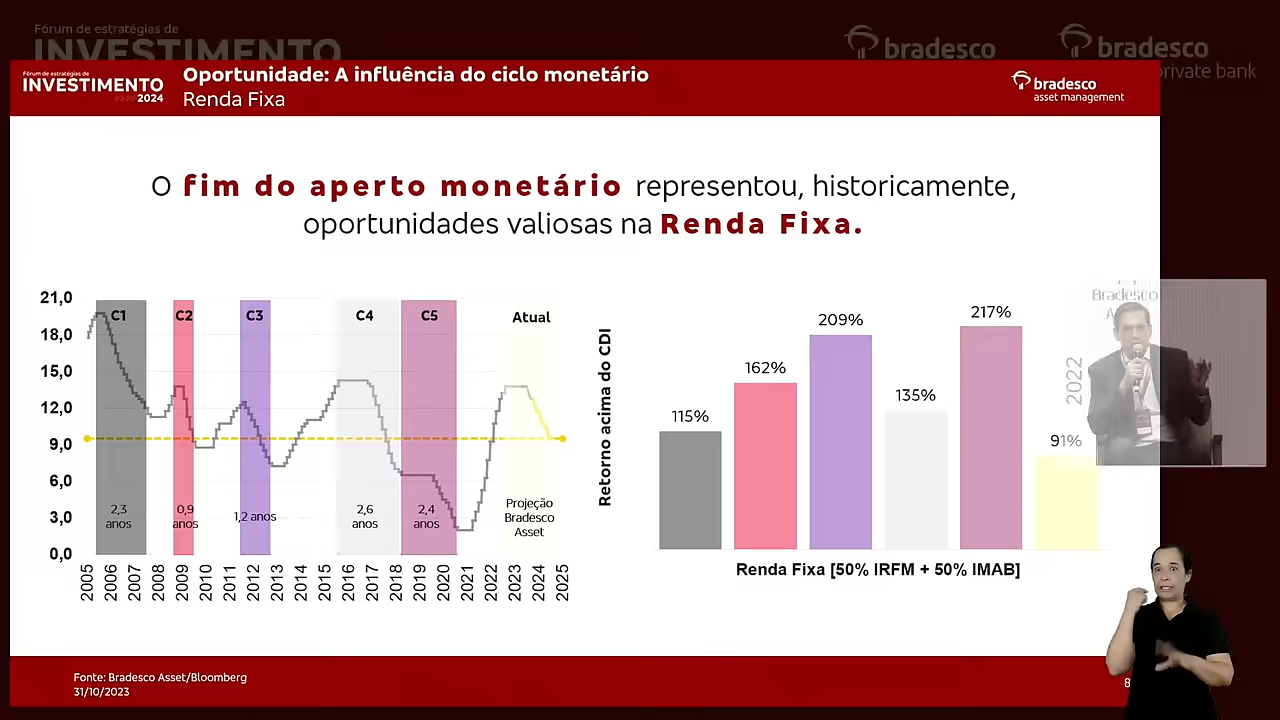 Fórum de estratégias de
INVESTIMENTO
bradesco
bradesco
private bank
Fórum de estratégias de
INVESTIMENTO
2024
Oportunidade: A influência do ciclo monetário
Renda Fixa
bradesco
asset management
O fim do aperto monetário representou, historicamente,
oportunidades valiosas na Renda Fixa.
21,0
18,0
15,0
12,0
9,0
6,0
3,0
0,0
C1
C2
C3
C4
C5
Atual
2,3
anos
0,9
anos
1,2 anos
2,6
anos
2,4
anos
Projeção
Bradesco
Asset
2005
2006
2007
2008
2009
2010
2011
2012
2013
2014
2015
2016
2017
2018
2019
2020
2021
2022
2023
2024
2025
Retorno acima do CDI
115%
162%
209%
135%
217%
91%
Renda Fixa [50% IRFM + 50% IMAB]
Bradesco
2022
Fonte: Bradesco Asset/Bloomberg
31/10/2023
8